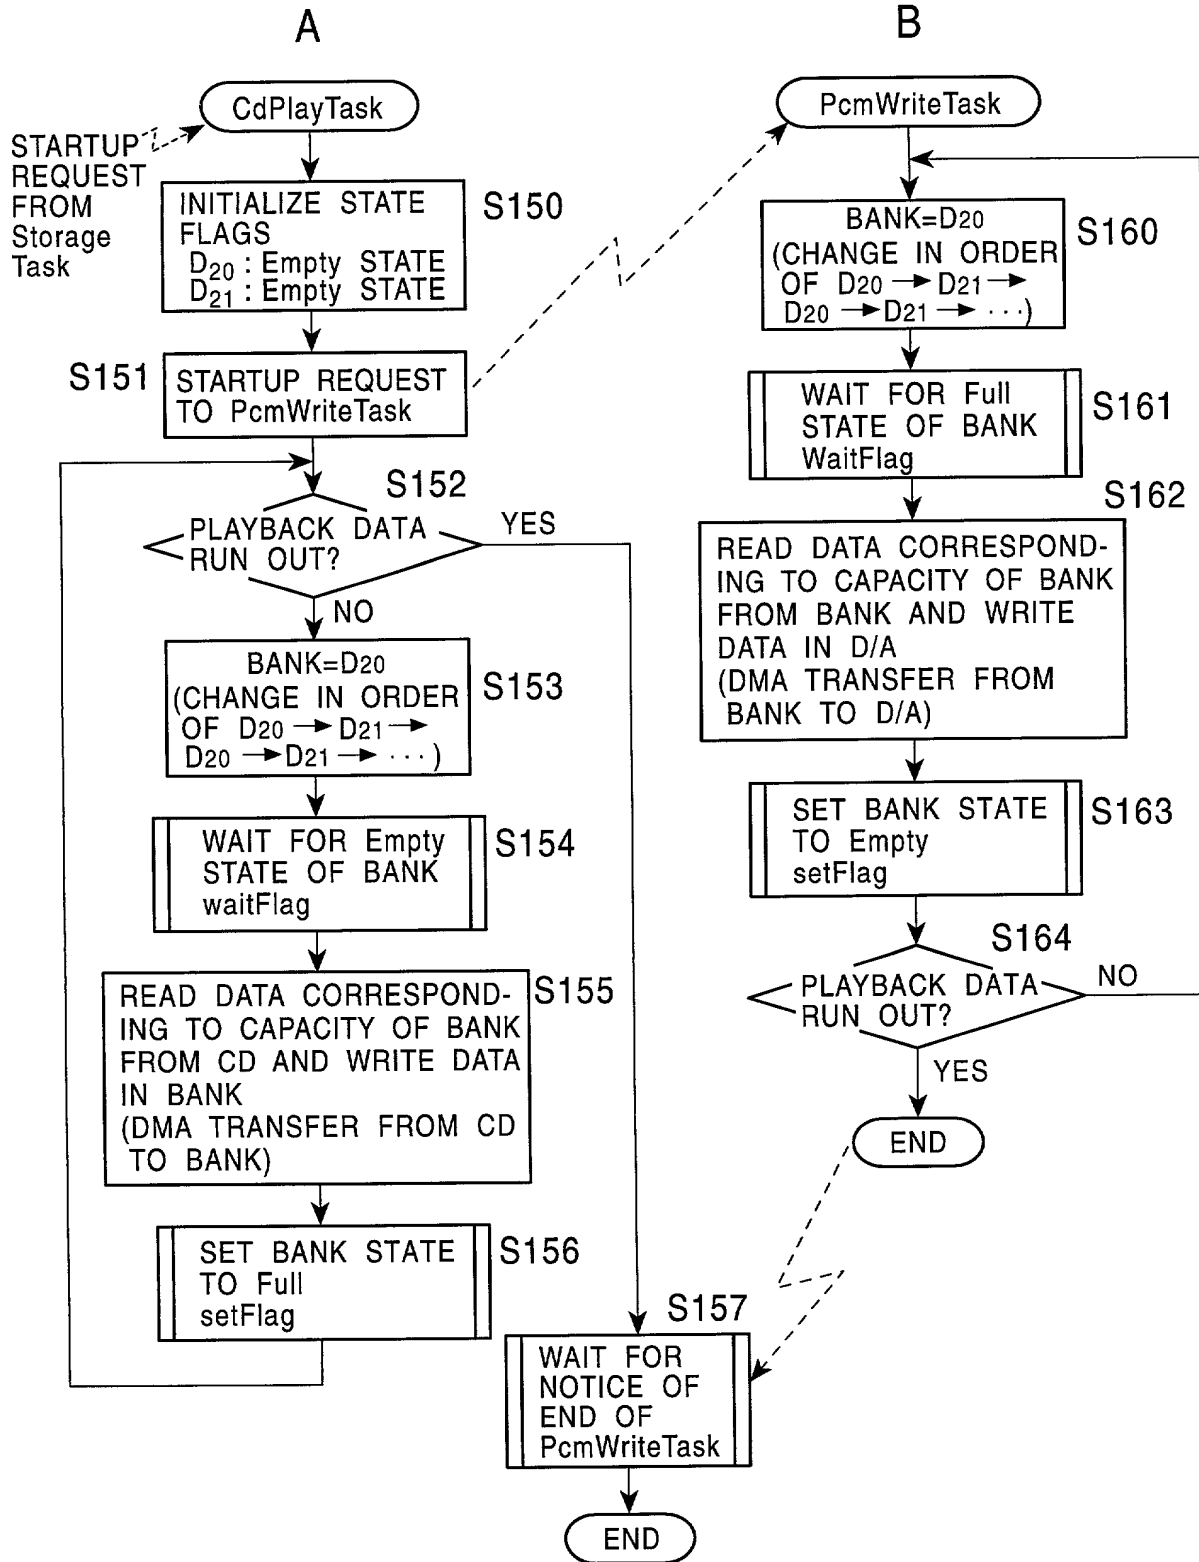 A
CdPlayTask
STARTUP
REQUEST
FROM
Storage
Task
INITIALIZE STATE
FLAGS
D20 : Empty STATE
D21 : Empty STATE
S150
S151
STARTUP REQUEST
TO PcmWriteTask
S152
PLAYBACK DATA
RUN OUT?
YES
NO
BANK=D20
(CHANGE IN ORDER
OF D20 → D21 →
D20 → D21 → ···)
S153
WAIT FOR Empty
STATE OF BANK
waitFlag
S154
READ DATA CORRESPOND-
ING TO CAPACITY OF BANK
FROM CD AND WRITE DATA
IN BANK
(DMA TRANSFER FROM CD
TO BANK)
S155
SET BANK STATE
TO Full
setFlag
S156
S157
WAIT FOR
NOTICE OF
END OF
PcmWriteTask
END
B
PcmWriteTask
BANK=D20
(CHANGE IN ORDER
OF D20 → D21 →
D20 → D21 → ···)
S160
WAIT FOR Full
STATE OF BANK
WaitFlag
S161
S162
READ DATA CORRESPOND-
ING TO CAPACITY OF BANK
FROM BANK AND WRITE
DATA IN D/A
(DMA TRANSFER FROM
BANK TO D/A)
SET BANK STATE
TO Empty
setFlag
S163
S164
PLAYBACK DATA
RUN OUT?
NO
YES
END